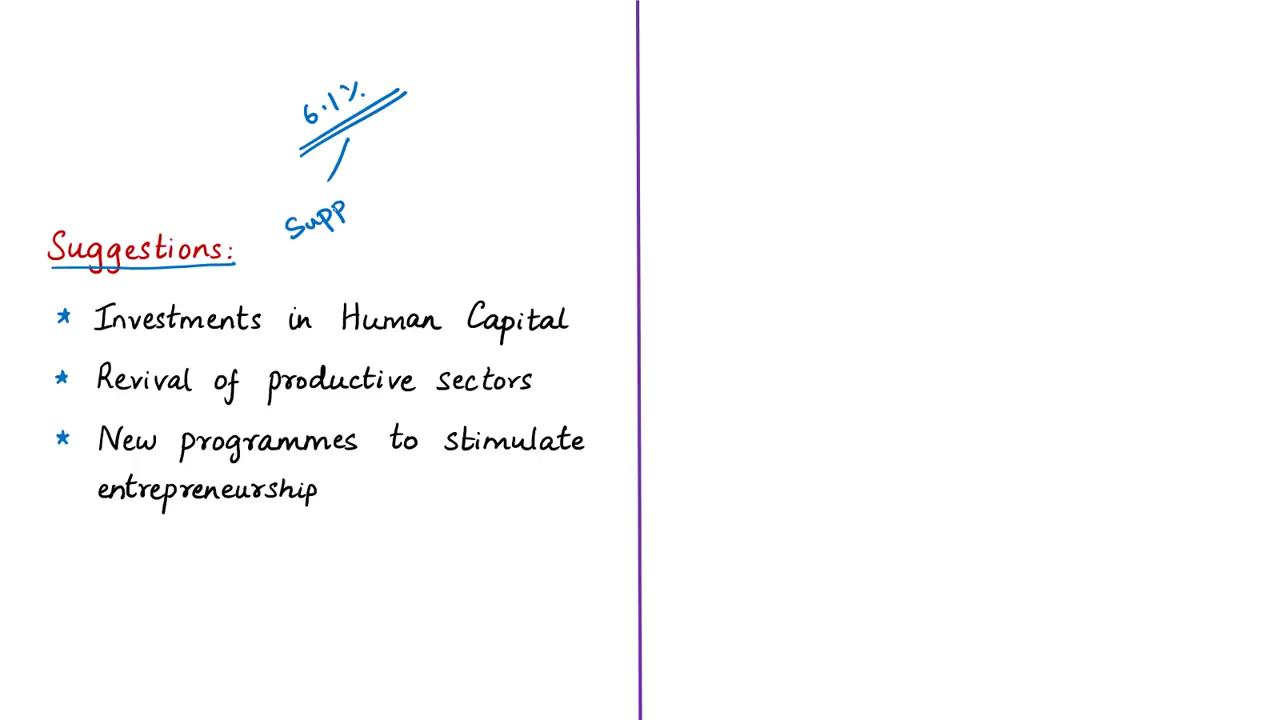 6.1%
Supp
Suggestions:
* Investments in Human Capital
* Revival of productive sectors
* New programmes to stimulate
entrepreneurship